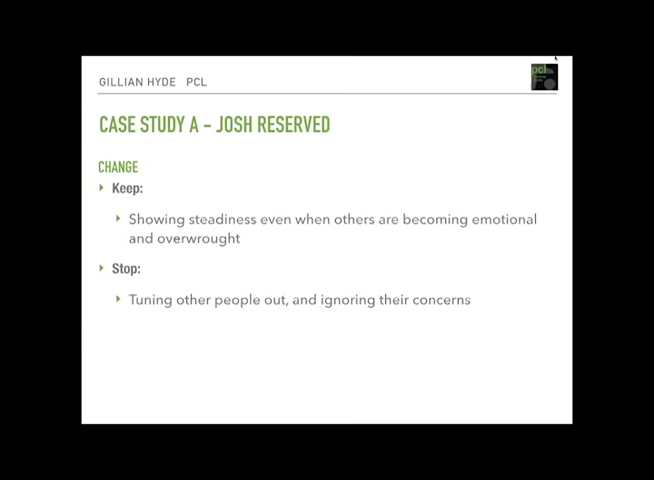 GILLIAN HYDE PCL
pcl
CASE STUDY A – JOSH RESERVED
CHANGE
Keep:
Showing steadiness even when others are becoming emotional
and overwrought
Stop:
Tuning other people out, and ignoring their concerns